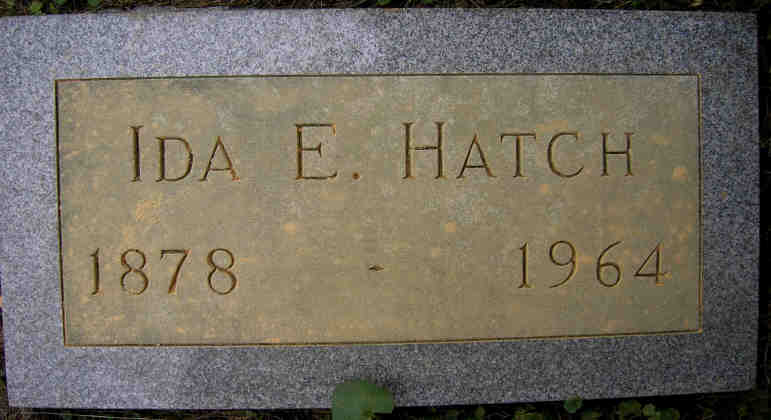 IDA E. HATCH
1878 - 1964